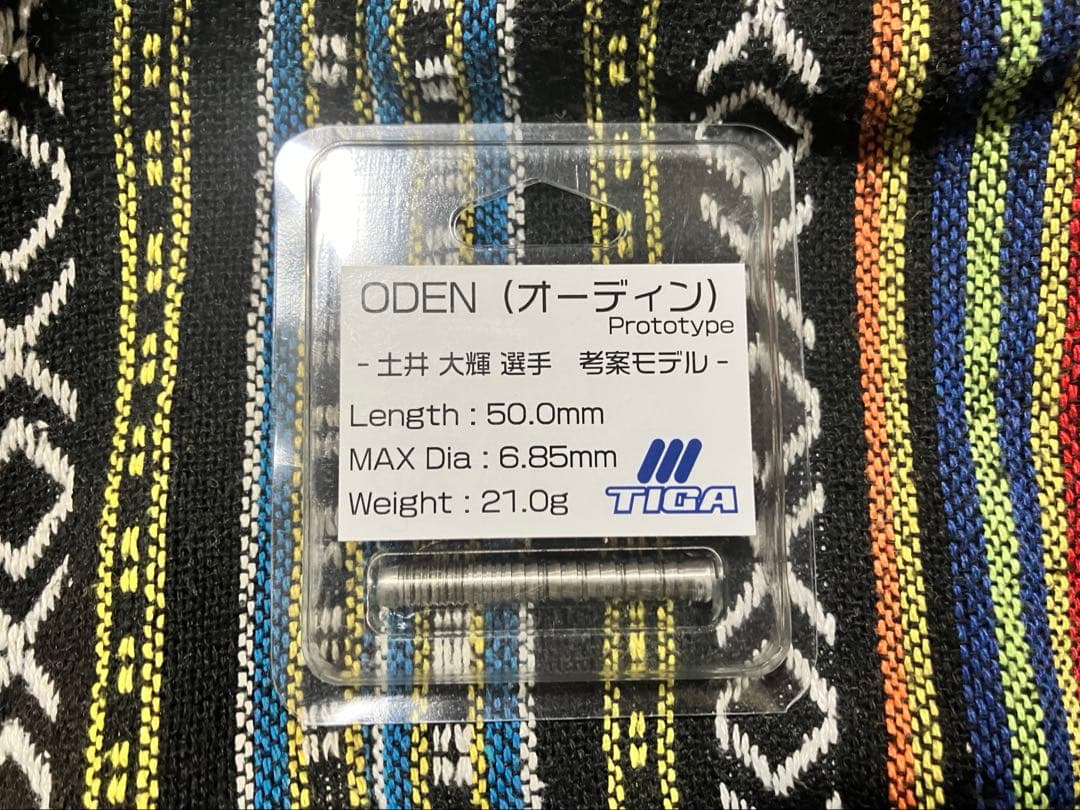 ODEN（オーディン）
Prototype
- 土井 大輝 選手　考案モデル -
Length : 50.0mm
MAX Dia : 6.85mm
Weight : 21.0g
TIGA